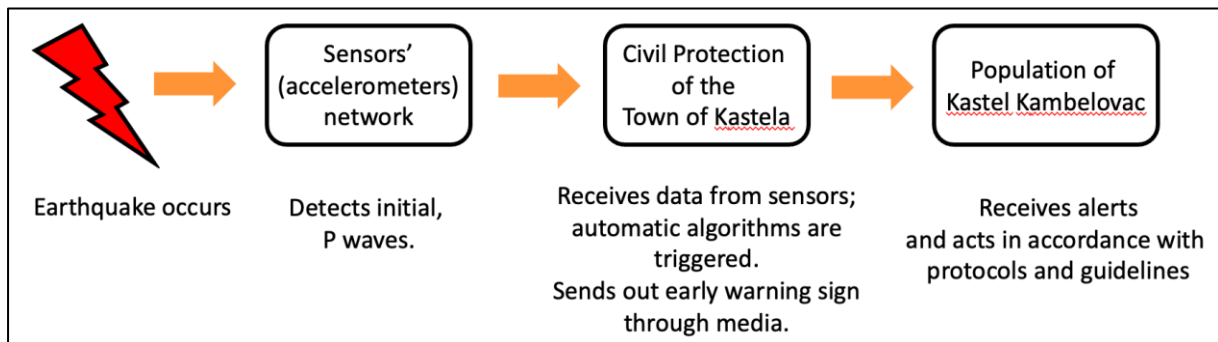 Sensors’
(accelerometers)
network
Civil Protection
of the
Town of Kastela
Population of
Kastel Kambelovac
Earthquake occurs
Detects initial,
P waves.
Receives data from sensors;
automatic algorithms are
triggered.
Sends out early warning sign
through media.
Receives alerts
and acts in accordance with
protocols and guidelines